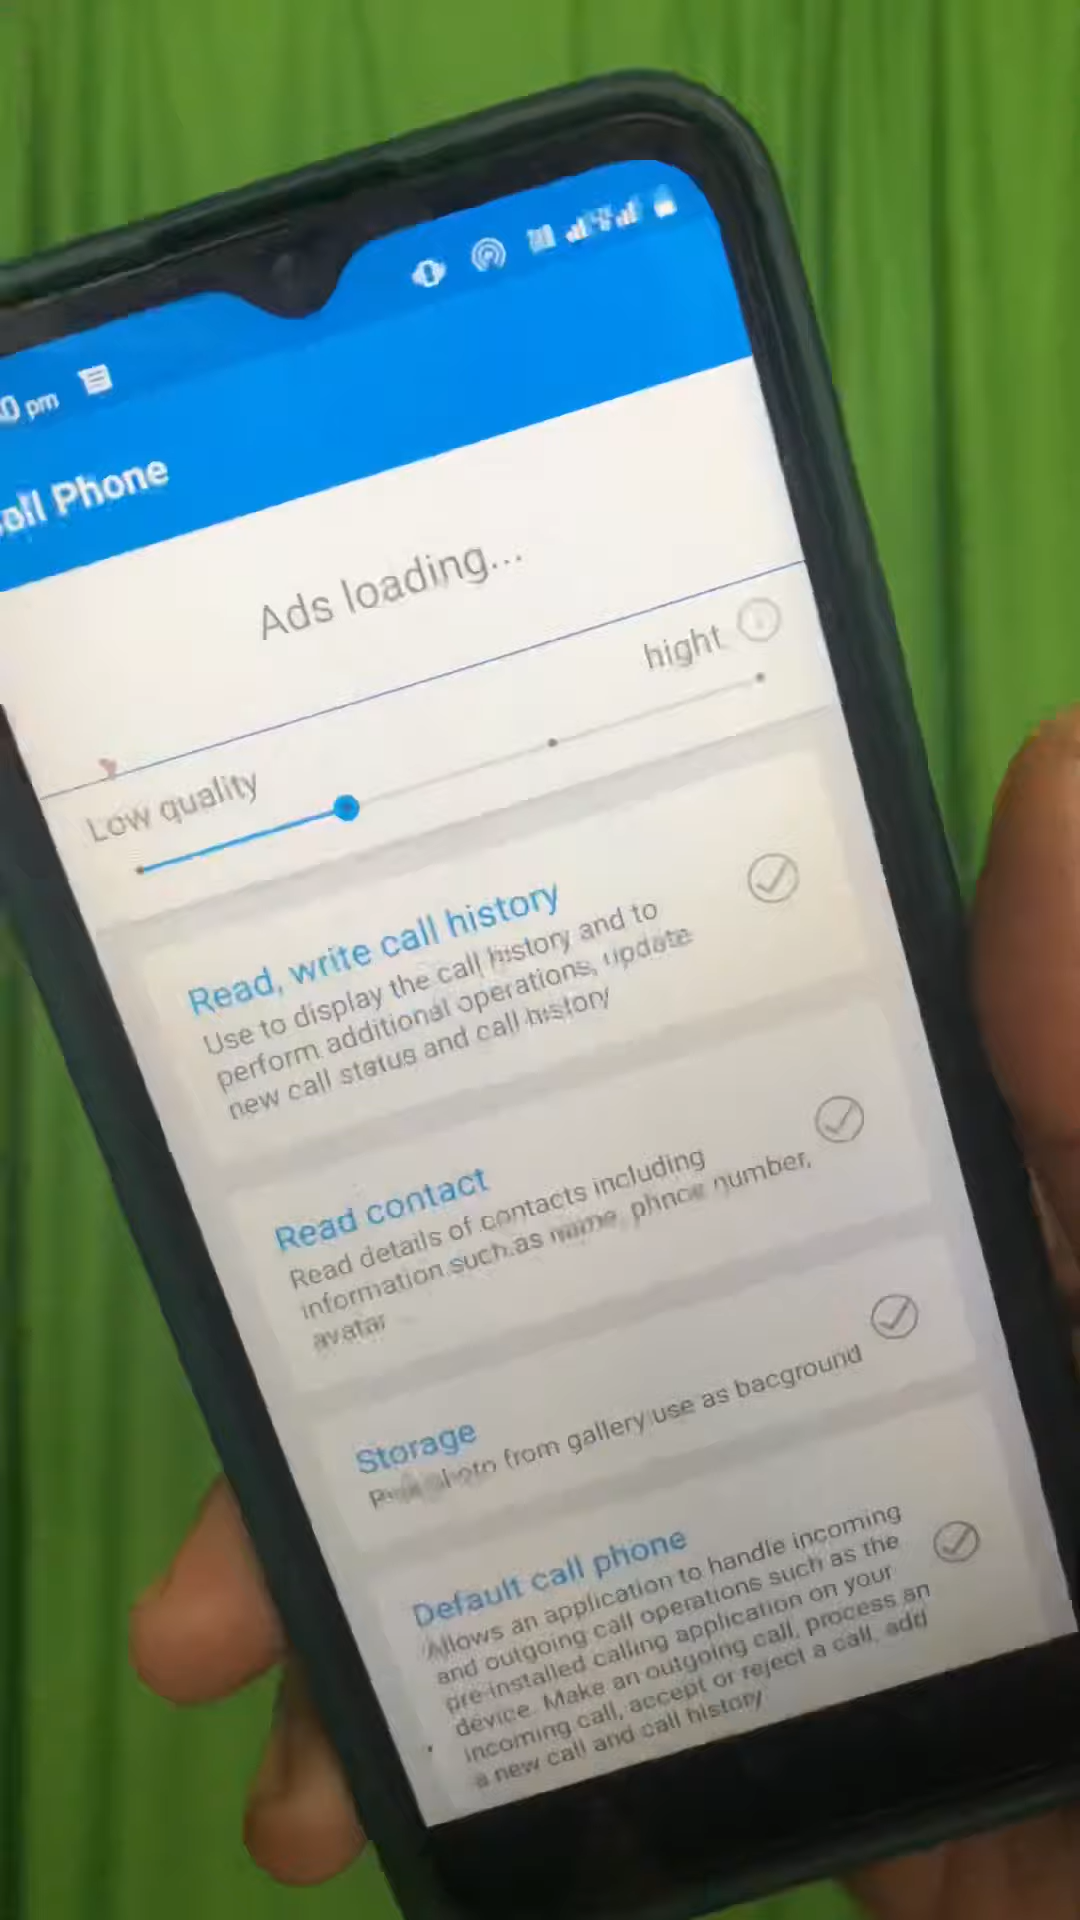 pm
Phone
Ads loading...
hight
Low quality
Read, write call history
Use to display the call history and to
perform additional operations, update
new call status and call history
Read contact
Read details of contacts including
information such as name, phnoe number,
avatar
Storage
photo from gallery use as bacground
Default call phone
Allows an application to handle incoming
and outgoing call operations such as the
pre-installed calling application on your
device. Make an outgoing call, process an
incoming call, accept or reject a call, add
a new call and call history